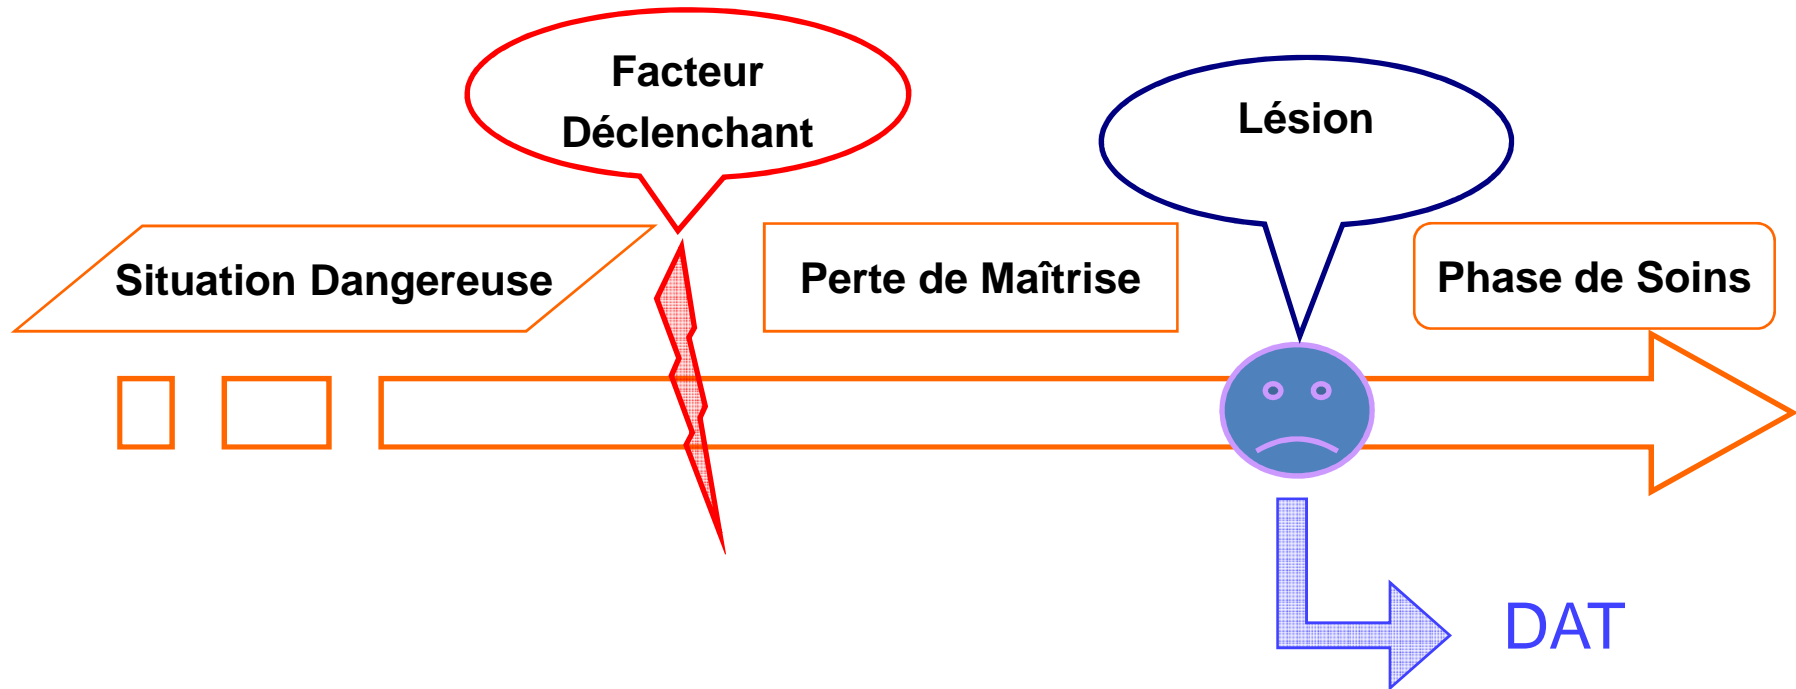 Facteur
Déclenchant
Lésion
Situation Dangereuse
Perte de Maîtrise
Phase de Soins
DAT